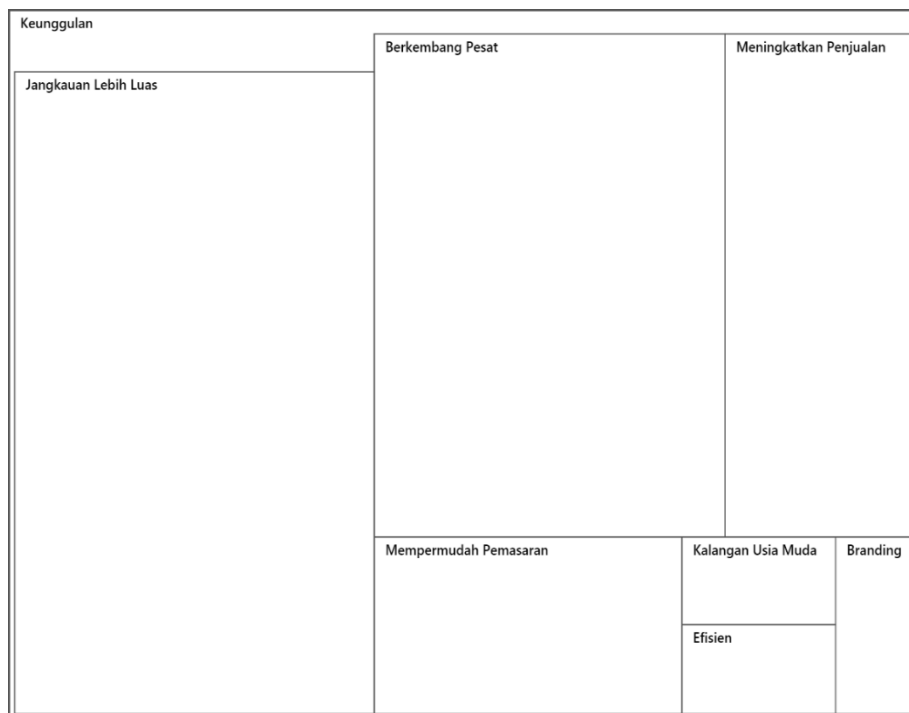 Keunggulan
Berkembang Pesat
Meningkatkan Penjualan
Jangkauan Lebih Luas
Mempermudah Pemasaran
Kalangan Usia Muda
Branding
Efisien